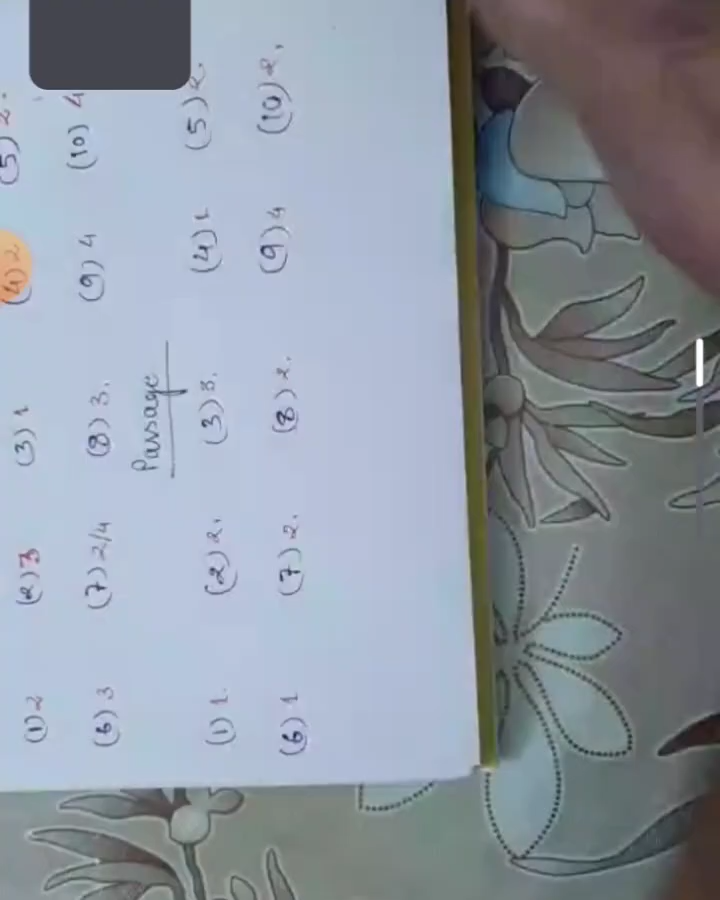 (1) 2 (2) 3 (3) 1 (4) 2 (5) 2.
(6) 3 (7) 2/4 (8) 3. (9) 4 (10) 4
Passage
(1) 1. (2) 2. (3) 3. (4) 1 (5) 2.
(6) 1 (7) 2. (8) 2. (9) 4 (10) 2.